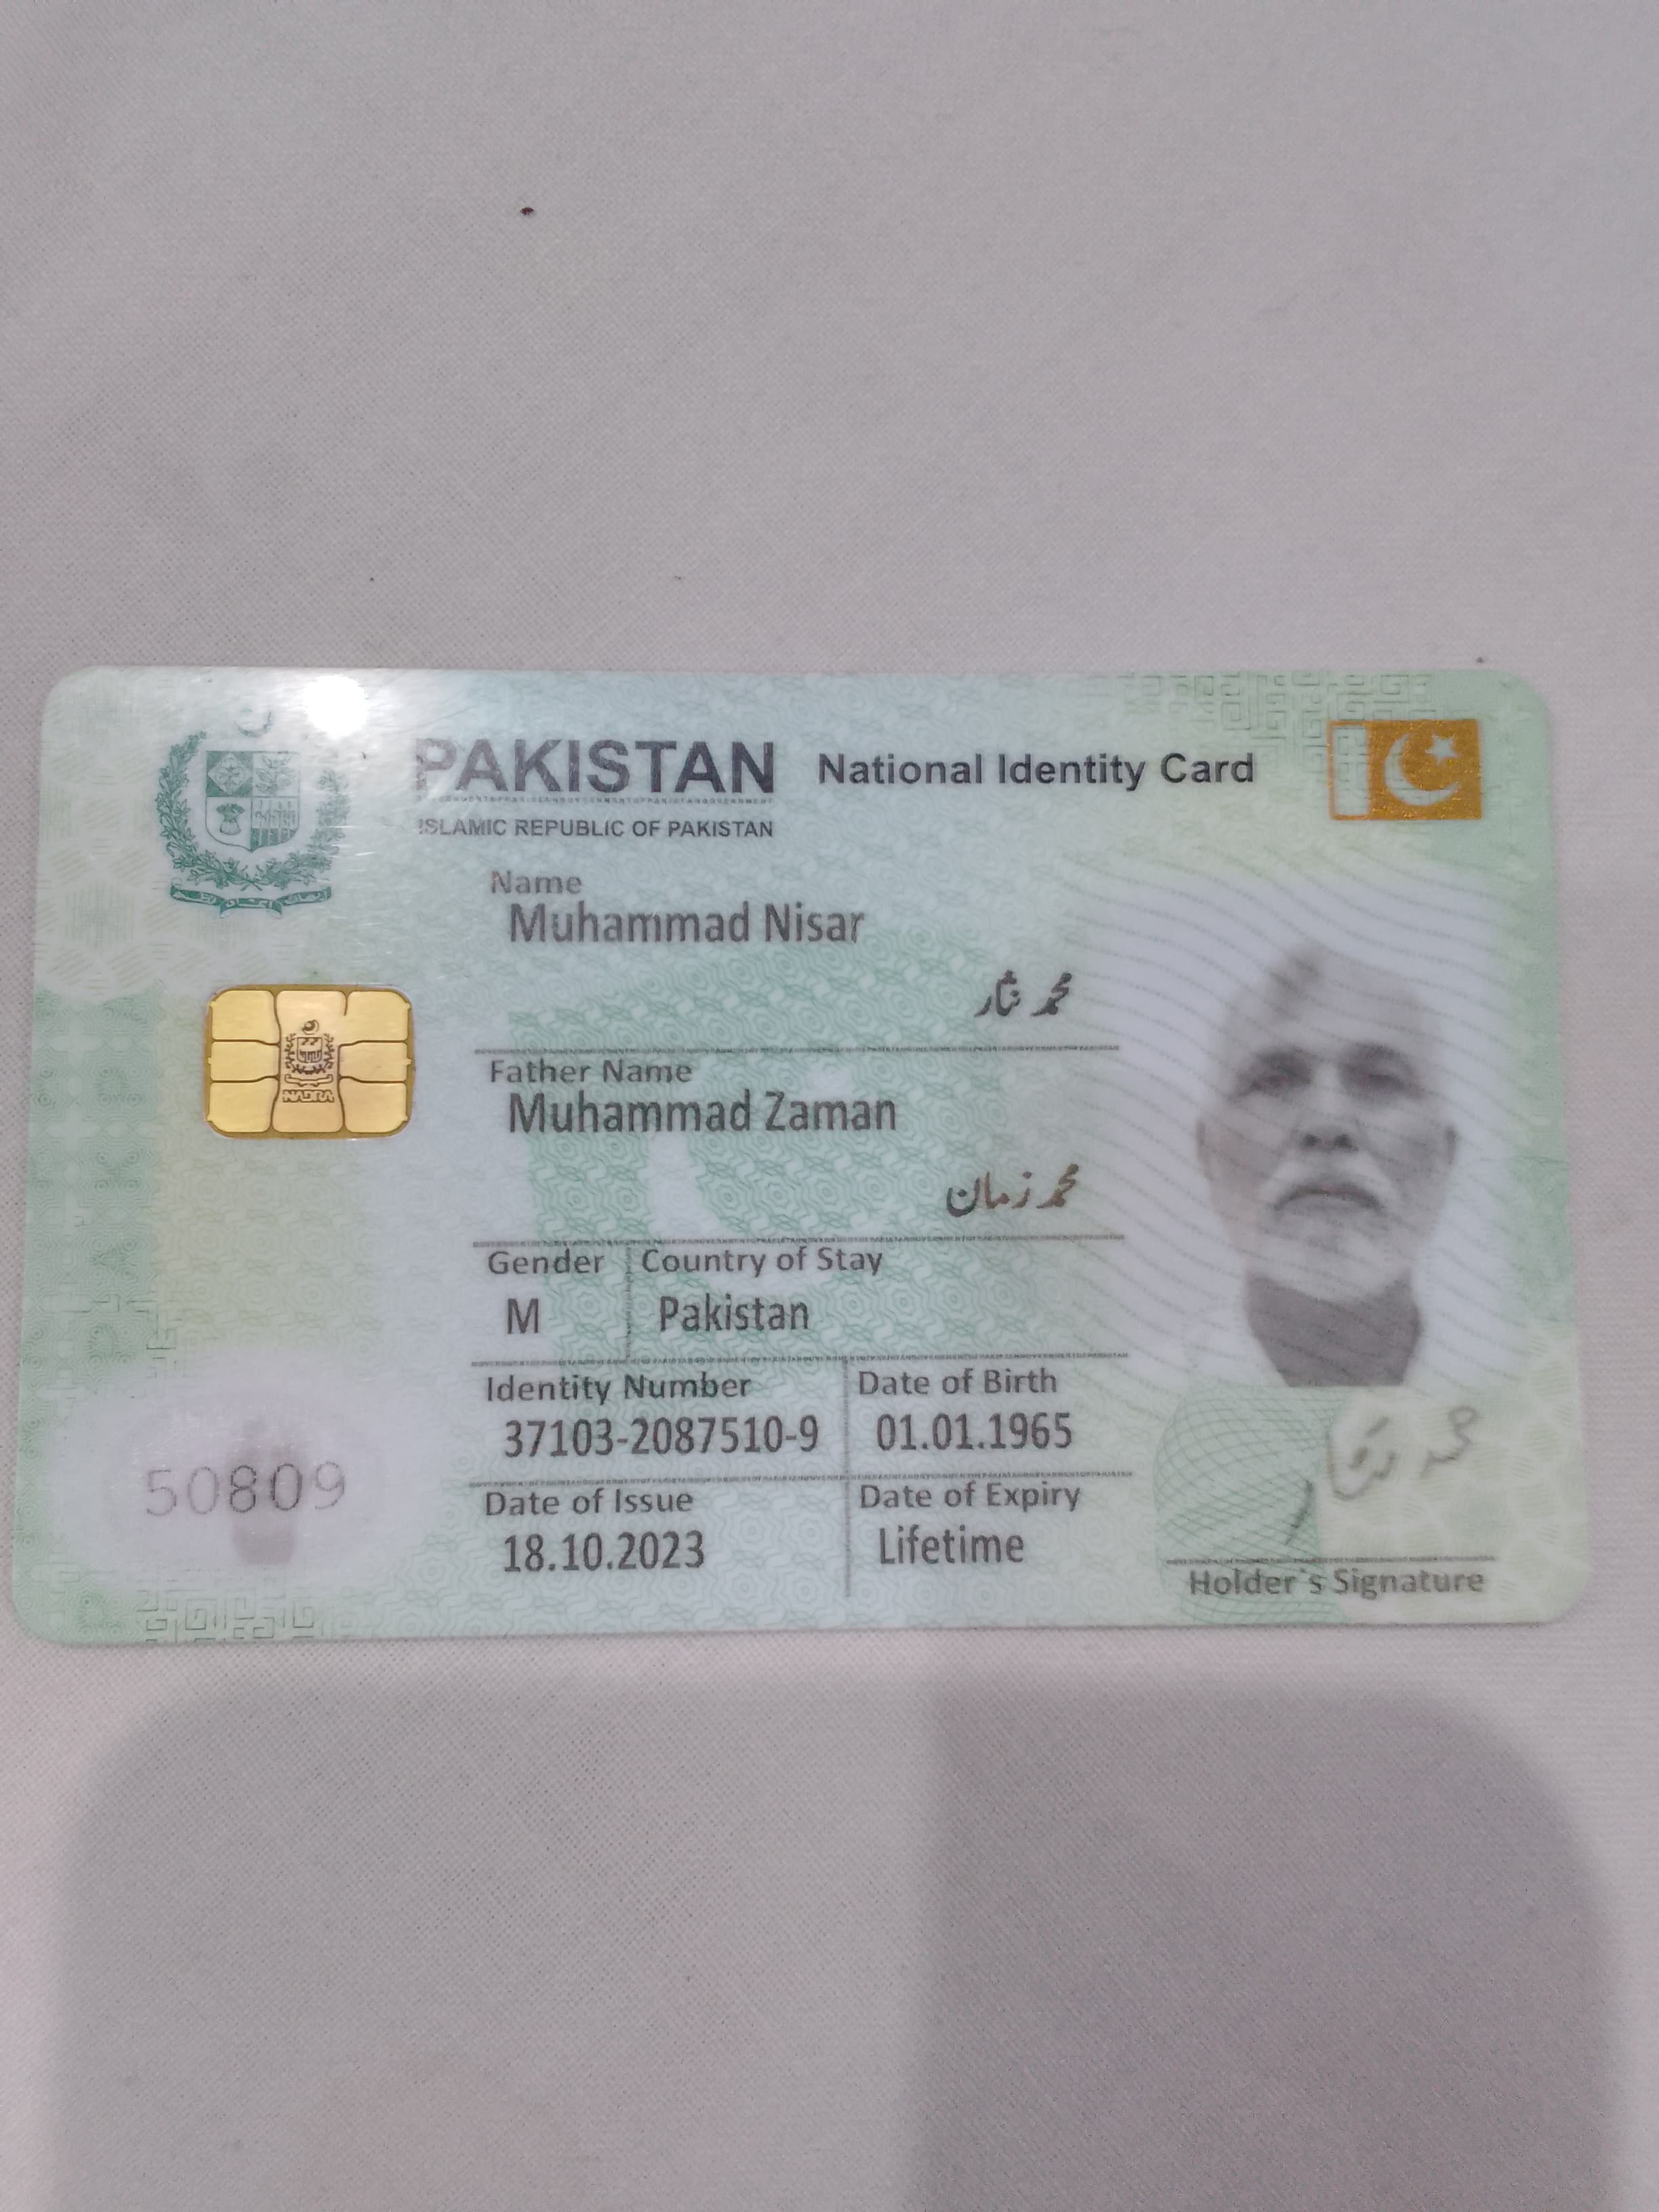 PAKISTAN National Identity Card
ISLAMIC REPUBLIC OF PAKISTAN
Name
Muhammad Nisar
محمد نثار
Father Name
Muhammad Zaman
محمد زمان
Gender Country of Stay
M Pakistan
Identity Number Date of Birth
37103-2087510-9 01.01.1965
50809
Date of Issue Date of Expiry
18.10.2023 Lifetime
Holder`s Signature
NADRA